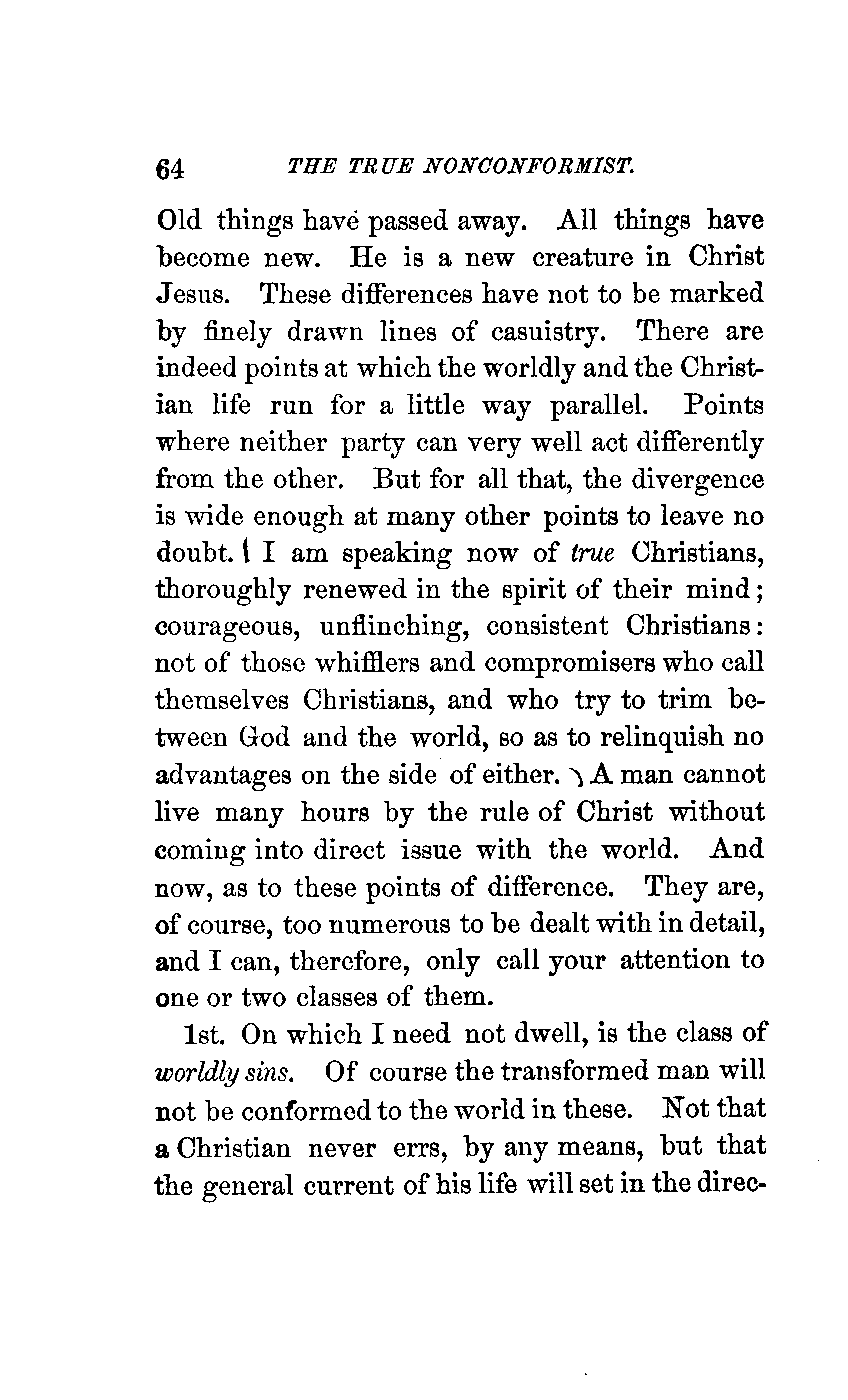 64 THE TRUE NONCONFORMIST.
Old things have passed away. All things have
become new. He is a new creature in Christ
Jesus. These differences have not to be marked
by finely drawn lines of casuistry. There are
indeed points at which the worldly and the Christ-
ian life run for a little way parallel. Points
where neither party can very well act differently
from the other. But for all that, the divergence
is wide enough at many other points to leave no
doubt. I am speaking now of true Christians,
thoroughly renewed in the spirit of their mind;
courageous, unflinching, consistent Christians:
not of those whifflers and compromisers who call
themselves Christians, and who try to trim be-
tween God and the world, so as to relinquish no
advantages on the side of either. A man cannot
live many hours by the rule of Christ without
coming into direct issue with the world. And
now, as to these points of difference. They are,
of course, too numerous to be dealt with in detail,
and I can, therefore, only call your attention to
one or two classes of them.
1st. On which I need not dwell, is the class of
worldly sins. Of course the transformed man will
not be conformed to the world in these. Not that
a Christian never errs, by any means, but that
the general current of his life will set in the direc-